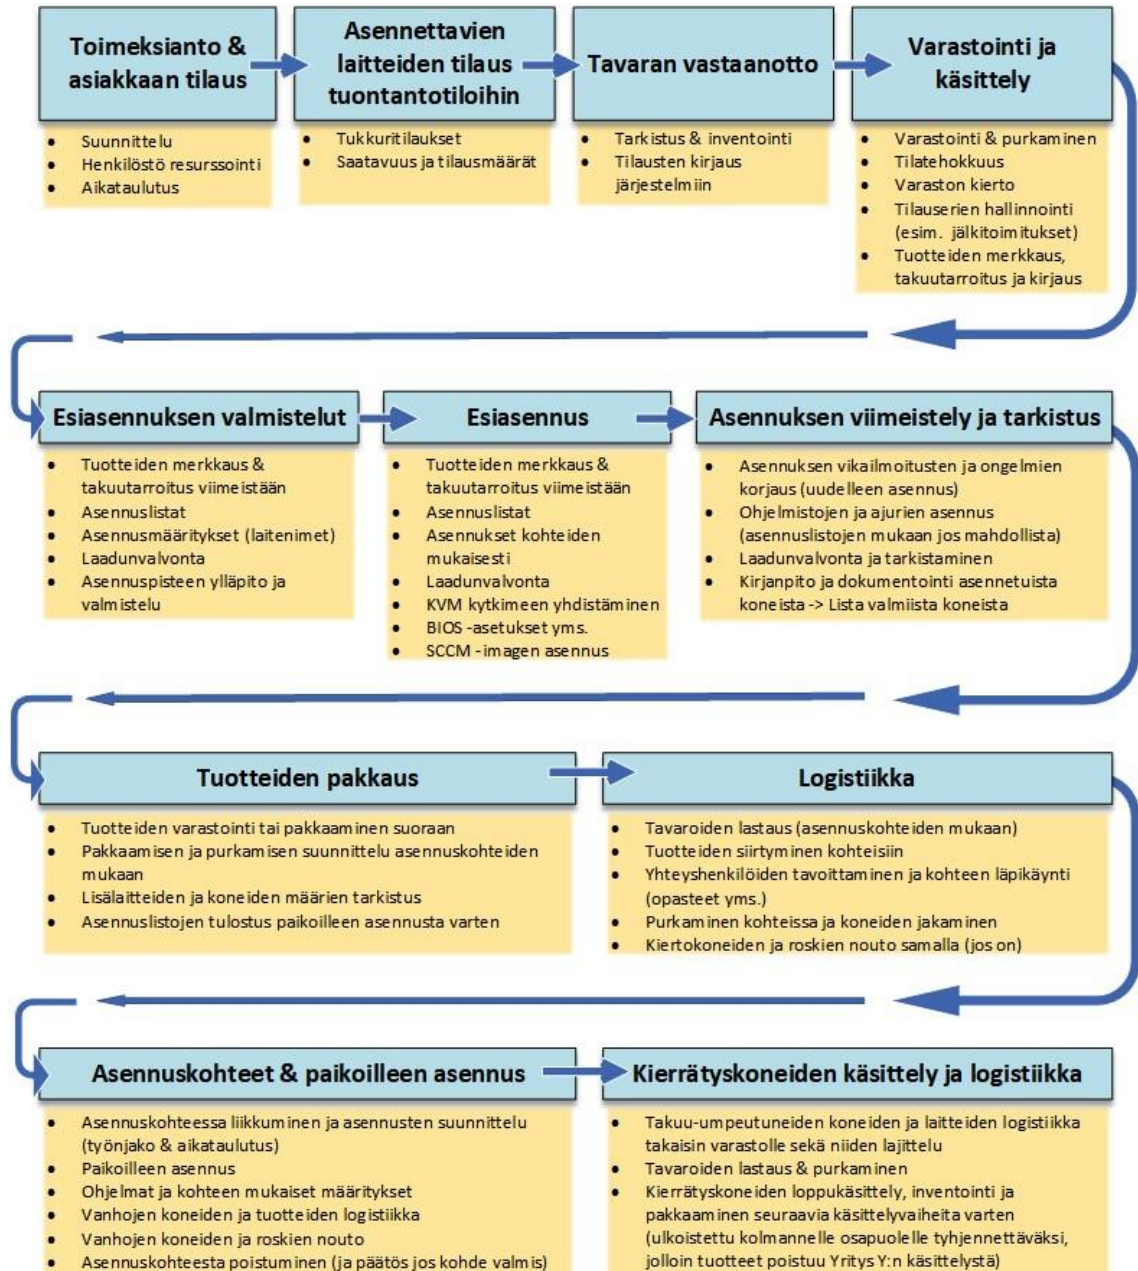 Toimeksianto &
asiakkaan tilaus
Asennettavien
laitteiden tilaus
tuontantotiloihin
Tavaran vastaanotto
Varastointi ja
käsittely
• Suunnittelu
• Henkilöstö resurssointi
• Aikataulutus
• Tukkuritilaukset
• Saatavuus ja tilausmäärät
• Tarkistus & inventointi
• Tilausten kirjaus
järjestelmiin
• Varastointi & purkaminen
• Tilatehokkuus
• Varaston kierto
• Tilauserien hallinnointi
(esim. jälkitoimitukset)
• Tuotteiden merkkaus,
takuutarroitus ja kirjaus
Esiasennuksen valmistelut
Esiasennus
Asennuksen viimeistely ja tarkistus
• Tuotteiden merkkaus &
takuutarroitus viimeistään
• Asennuslistat
• Asennusmääritykset (laitenimet)
• Laadunvalvonta
• Asennuspisteen ylläpito ja
valmistelu
• Tuotteiden merkkaus &
takuutarroitus viimeistään
• Asennuslistat
• Asennukset kohteiden
mukaisesti
• Laadunvalvonta
• KVM kytkimeen yhdistäminen
• BIOS -asetukset yms.
• SCCM -imagen asennus
• Asennuksen vikailmoitusten ja ongelmien
korjaus (uudelleen asennus)
• Ohjelmistojen ja ajurien asennus
(asennuslistojen mukaan jos mahdollista)
• Laadunvalvonta ja tarkistaminen
• Kirjanpito ja dokumentointi asennetuista
koneista -> Lista valmiista koneista
Tuotteiden pakkaus
Logistiikka
• Tuotteiden varastointi tai pakkaaminen suoraan
• Pakkaamisen ja purkamisen suunnittelu asennuskohteiden
mukaan
• Lisälaitteiden ja koneiden määrien tarkistus
• Asennuslistojen tulostus paikoilleen asennusta varten
• Tavaroiden lastaus (asennuskohteiden mukaan)
• Tuotteiden siirtyminen kohteisiin
• Yhteyshenkilöiden tavoittaminen ja kohteen läpikäynti
(opasteet yms.)
• Purkaminen kohteissa ja koneiden jakaminen
• Kiertokoneiden ja roskien nouto samalla (jos on)
Asennuskohteet & paikoilleen asennus
Kierrätyskoneiden käsittely ja logistiikka
• Asennuskohteessa liikkuminen ja asennusten suunnittelu
(työnjako & aikataulutus)
• Paikoilleen asennus
• Ohjelmat ja kohteen mukaiset määritykset
• Vanhojen koneiden ja tuotteiden logistiikka
• Vanhojen koneiden ja roskien nouto
• Asennuskohteesta poistuminen (ja päätös jos kohde valmis)
• Takuu-umpeutuneiden koneiden ja laitteiden logistiikka
takaisin varastolle sekä niiden lajittelu
• Tavaroiden lastaus & purkaminen
• Kierrätyskoneiden loppukäsittely, inventointi ja
pakkaaminen seuraavia käsittelyvaiheita varten
(ulkoistettu kolmannelle osapuolelle tyhjennettäväksi,
jolloin tuotteet poistuu Yritys Y:n käsittelystä)